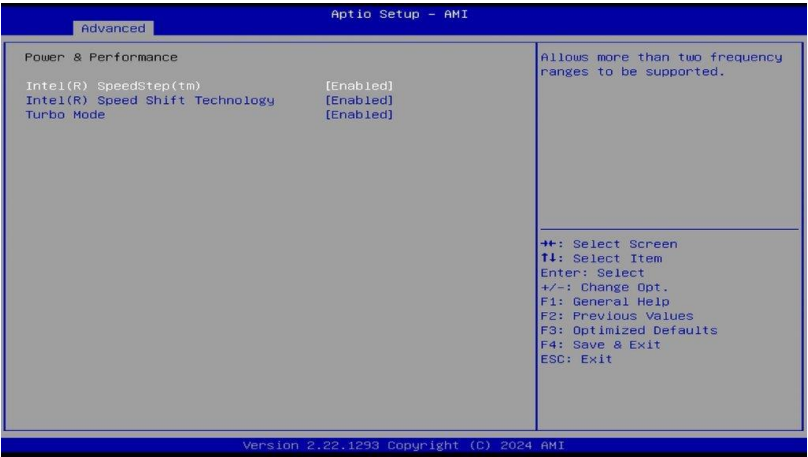 Aptio Setup – AMI
Advanced
Power & Performance
Intel(R) SpeedStep(tm) [Enabled]
Intel(R) Speed Shift Technology [Enabled]
Turbo Mode [Enabled]
Allows more than two frequency
ranges to be supported.
→←: Select Screen
↑↓: Select Item
Enter: Select
+/-: Change Opt.
F1: General Help
F2: Previous Values
F3: Optimized Defaults
F4: Save & Exit
ESC: Exit
Version 2.22.1293 Copyright (C) 2024 AMI